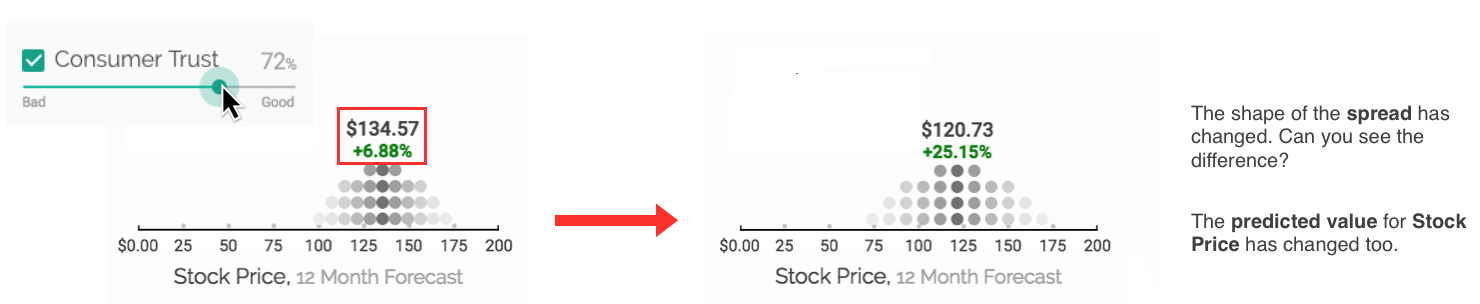 Consumer Trust 72%
Bad Good
$134.57
+6.88%
$0.00 25 50 75 100 125 150 175 200
Stock Price, 12 Month Forecast
$120.73
+25.15%
$0.00 25 50 75 100 125 150 175 200
Stock Price, 12 Month Forecast
The shape of the spread has
changed. Can you see the
difference?
The predicted value for Stock
Price has changed too.